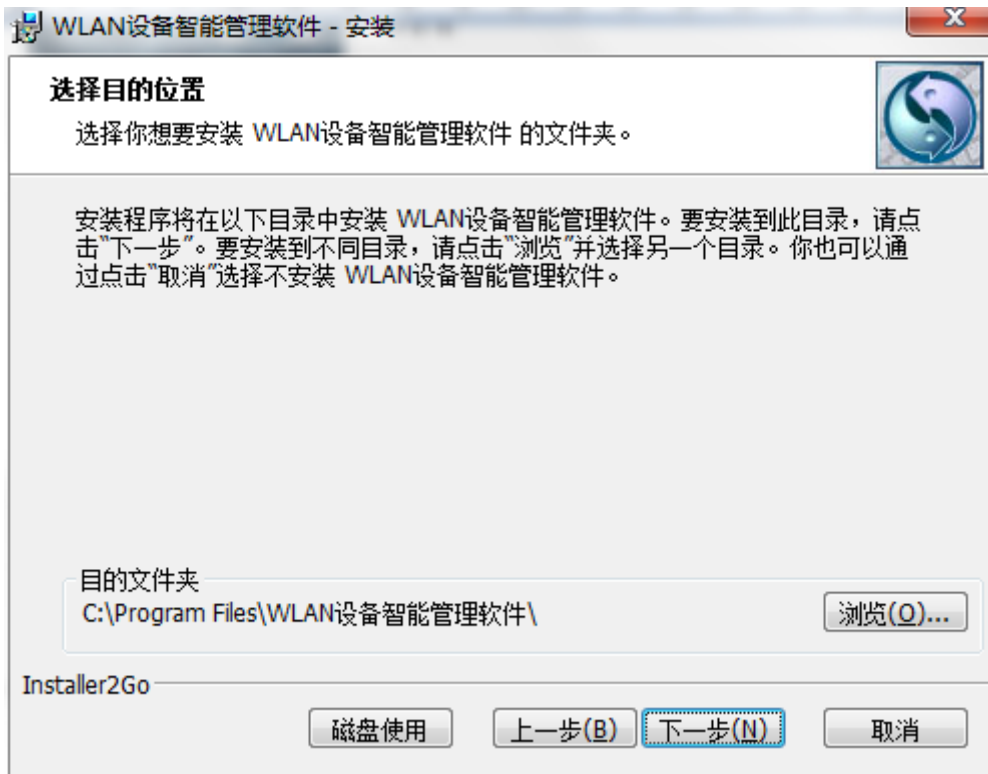 WLAN设备智能管理软件 - 安装
选择目的位置
选择你想要安装 WLAN设备智能管理软件 的文件夹。
安装程序将在以下目录中安装 WLAN设备智能管理软件。要安装到此目录，请点
击"下一步"。要安装到不同目录，请点击"浏览"并选择另一个目录。你也可以通
过点击"取消"选择不安装 WLAN设备智能管理软件。
目的文件夹
C:\Program Files\WLAN设备智能管理软件\
浏览(O)...
Installer2Go
磁盘使用 上一步(B) 下一步(N) 取消